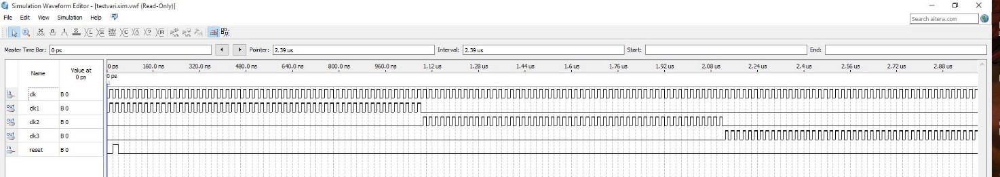 Simulation Waveform Editor - [testvari.sim.vwf (Read-Only)]
File Edit View Simulation Help
Search altera.com
Master Time Bar: 0 ps Pointer: 2.39 us Interval: 2.39 us Start: End:
Name Value at 0 ps
0 ps 160.0 ns 320.0 ns 480.0 ns 640.0 ns 800.0 ns 960.0 ns 1.12 us 1.28 us 1.44 us 1.6 us 1.76 us 1.92 us 2.08 us 2.24 us 2.4 us 2.56 us 2.72 us 2.88 us
0 ps
in clk B 0
out clk1 B 0
out clk2 B 0
out clk3 B 0
in reset B 0